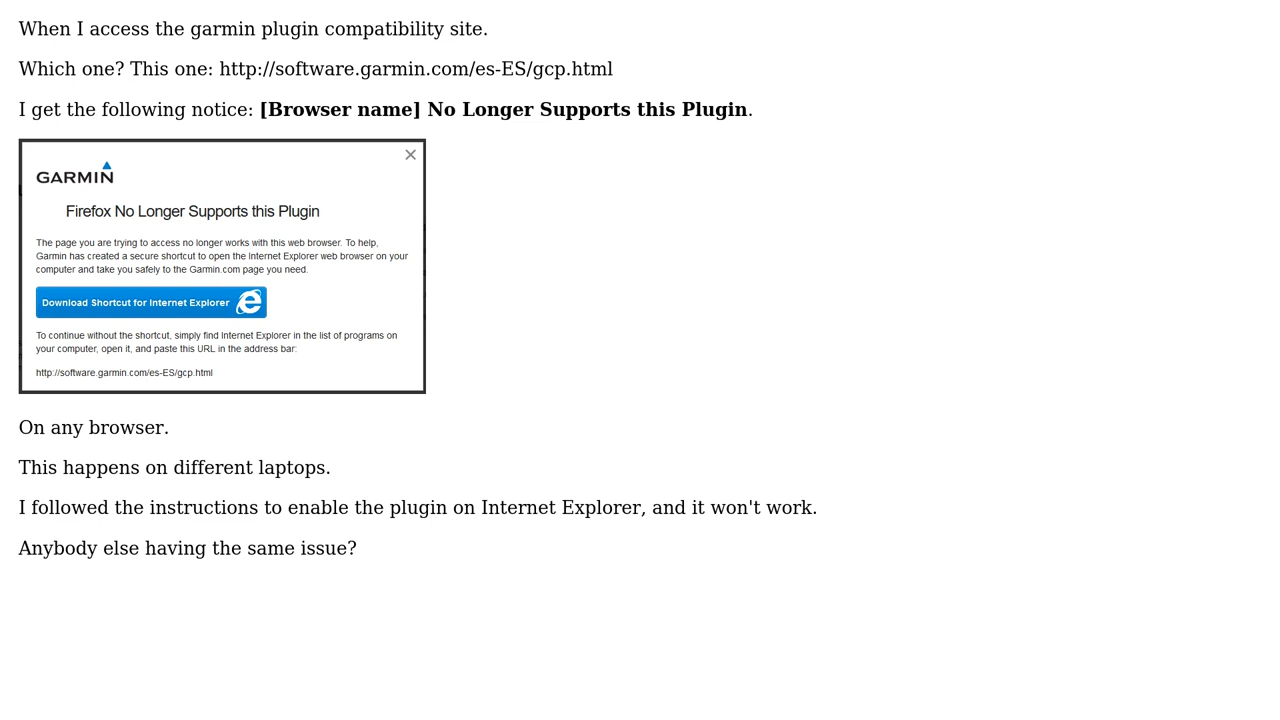 When I access the garmin plugin compatibility site.
Which one? This one: http://software.garmin.com/es-ES/gcp.html
I get the following notice: [Browser name] No Longer Supports this Plugin.
GARMIN
Firefox No Longer Supports this Plugin
The page you are trying to access no longer works with this web browser. To help,
Garmin has created a secure shortcut to open the Internet Explorer web browser on your
computer and take you safely to the Garmin.com page you need.
Download Shortcut for Internet Explorer
To continue without the shortcut, simply find Internet Explorer in the list of programs on
your computer, open it, and paste this URL in the address bar:
http://software.garmin.com/es-ES/gcp.html
On any browser.
This happens on different laptops.
I followed the instructions to enable the plugin on Internet Explorer, and it won't work.
Anybody else having the same issue?